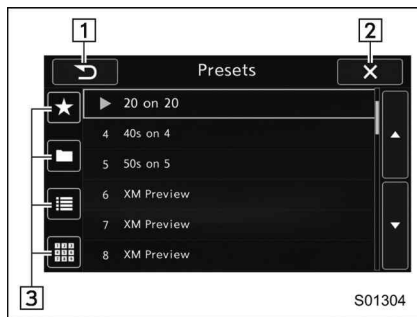 1
2
Presets
20 on 20
4 40s on 4
5 50s on 5
6 XM Preview
7 XM Preview
8 XM Preview
3
S01304